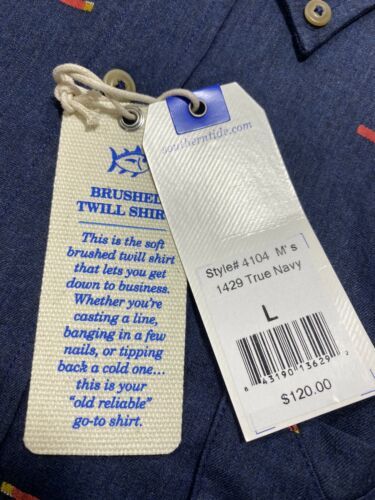 BRUSHED
TWILL SHIRT
This is the soft
brushed twill shirt
that lets you get
down to business.
Whether you're
casting a line,
banging in a few
nails, or tipping
back a cold one...
this is your
"old reliable"
go-to shirt.
southerntide.com
Style# 4104 M's
1429 True Navy
L
8 43190 13629 2
$120.00